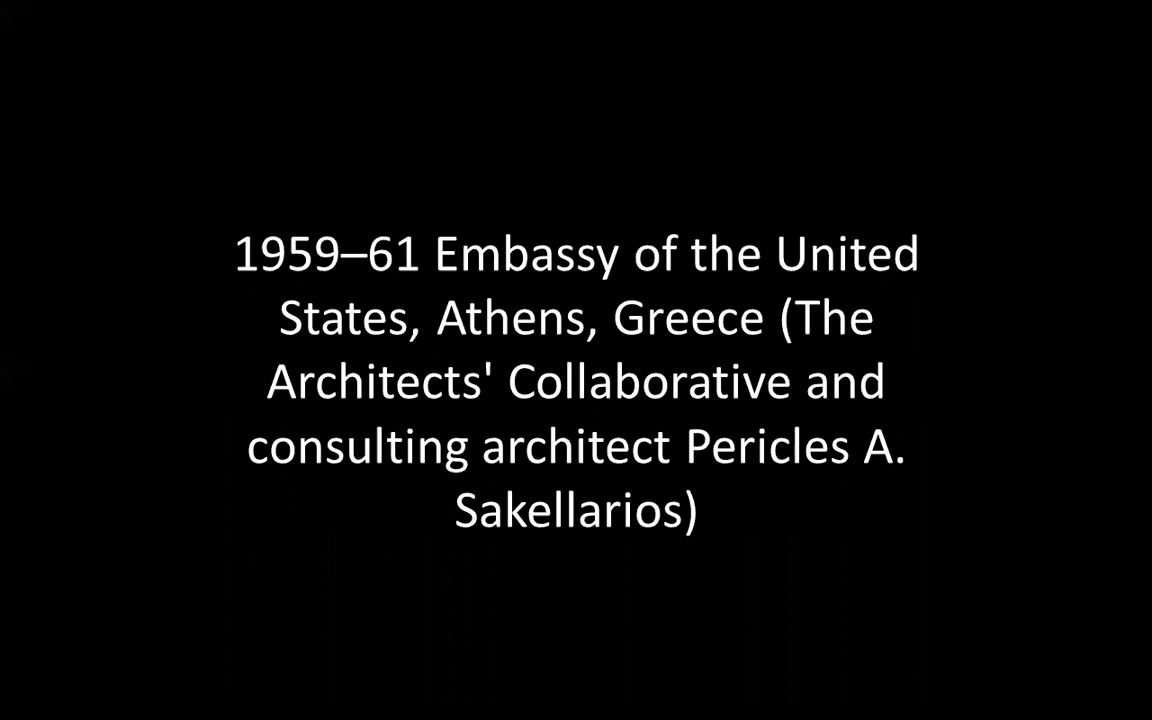 1959–61 Embassy of the United
States, Athens, Greece (The
Architects' Collaborative and
consulting architect Pericles A.
Sakellarios)